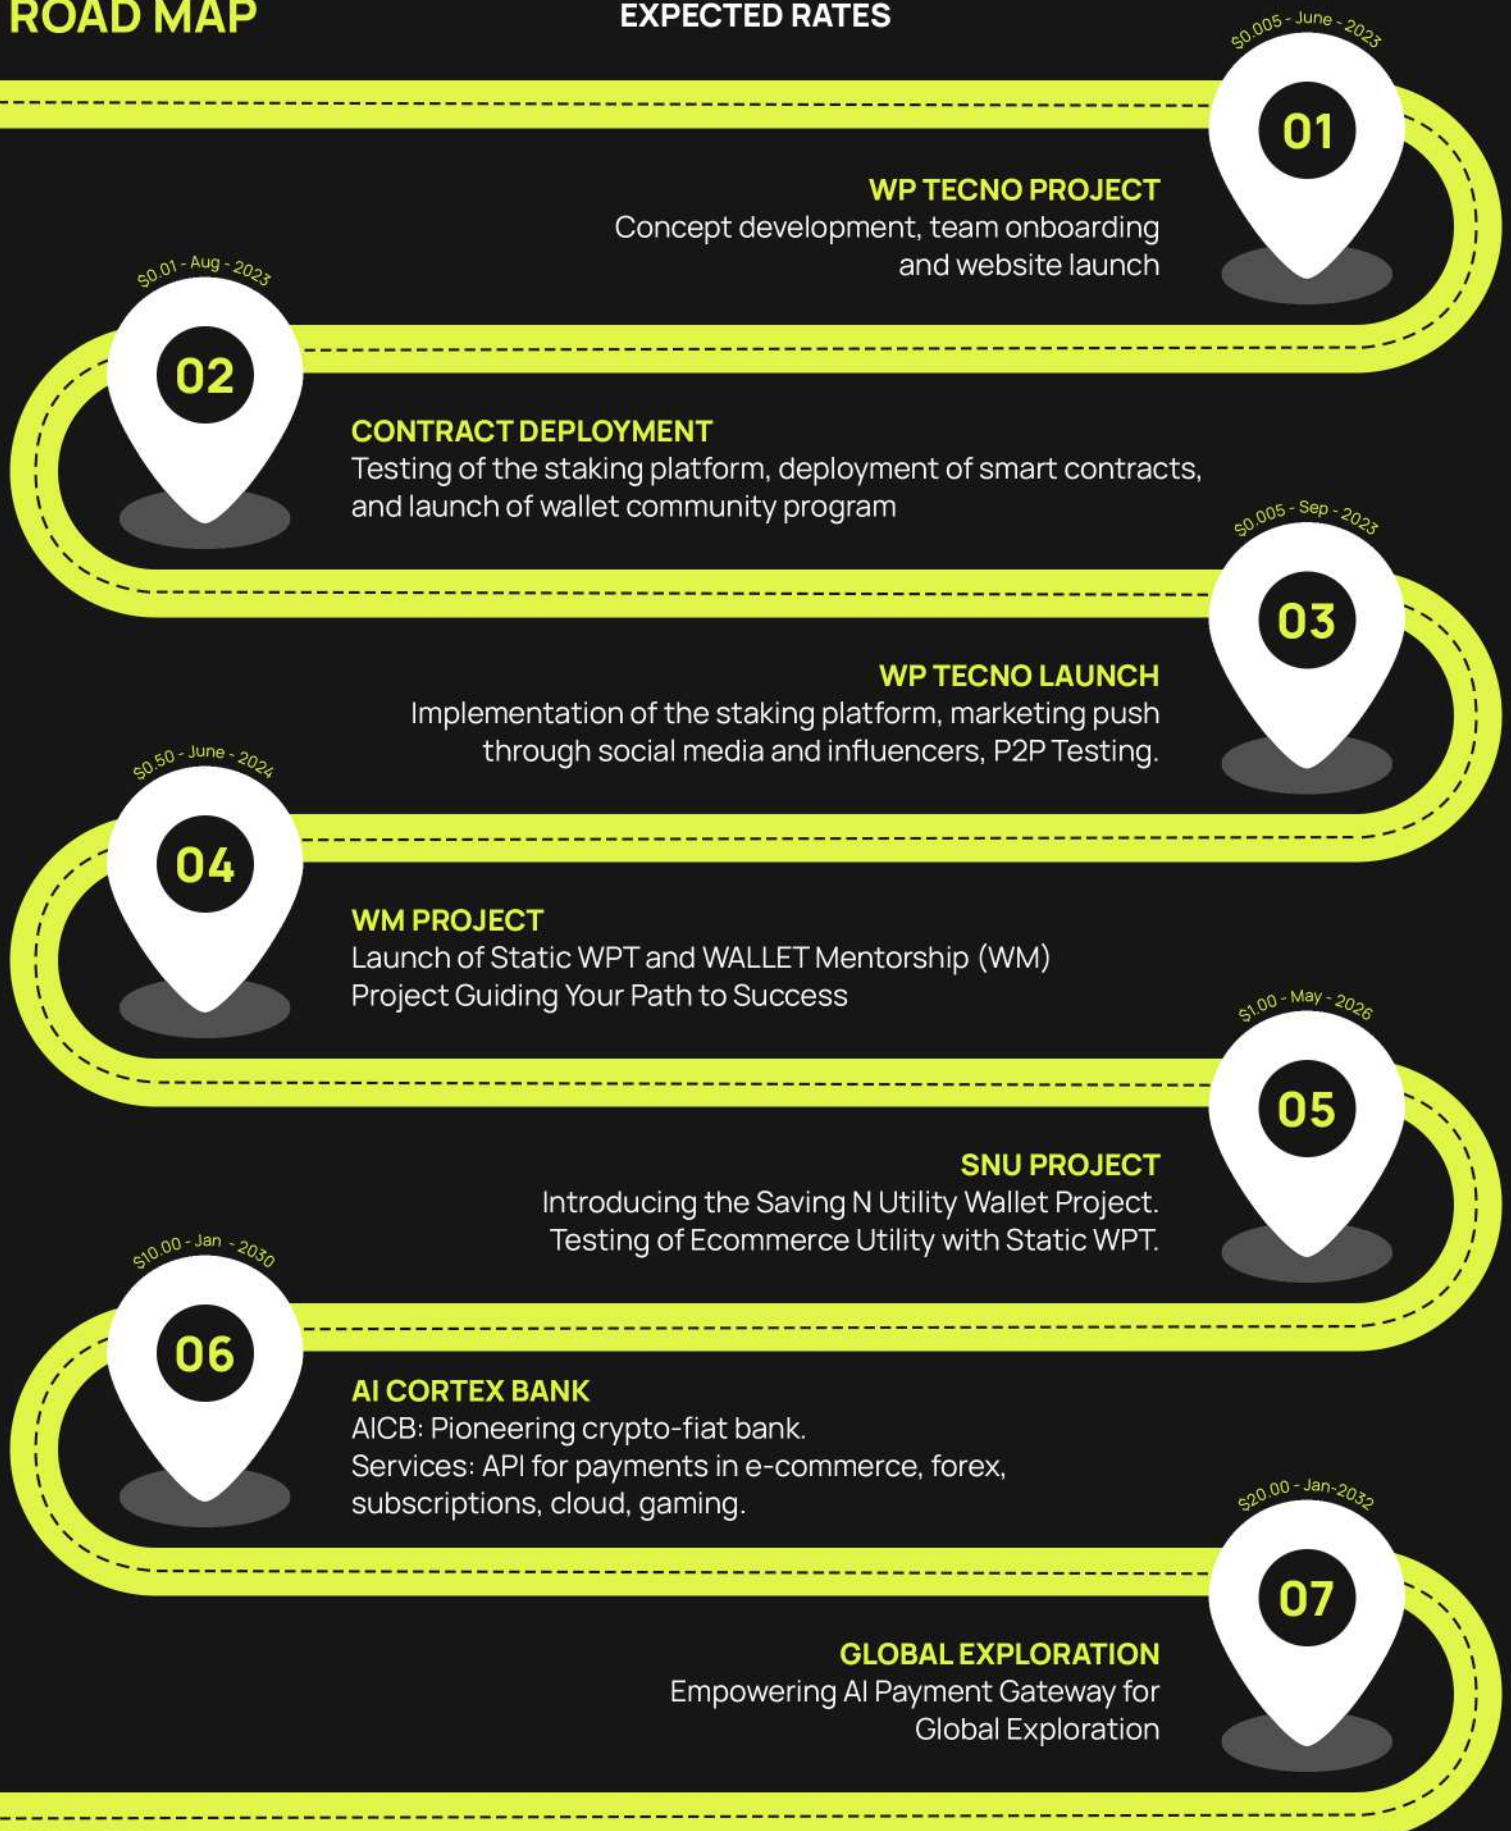 ROAD MAP
EXPECTED RATES
$0.005 - June - 2023
01
WP TECNO PROJECT
Concept development, team onboarding
and website launch
$0.01 - Aug - 2023
02
CONTRACT DEPLOYMENT
Testing of the staking platform, deployment of smart contracts,
and launch of wallet community program
$0.005 - Sep - 2023
03
WP TECNO LAUNCH
Implementation of the staking platform, marketing push
through social media and influencers, P2P Testing.
$0.50 - June - 2024
04
WM PROJECT
Launch of Static WPT and WALLET Mentorship (WM)
Project Guiding Your Path to Success
$1.00 - May - 2026
05
SNU PROJECT
Introducing the Saving N Utility Wallet Project.
Testing of Ecommerce Utility with Static WPT.
$10.00 - Jan - 2030
06
AI CORTEX BANK
AICB: Pioneering crypto-fiat bank.
Services: API for payments in e-commerce, forex,
subscriptions, cloud, gaming.
$20.00 - Jan-2032
07
GLOBAL EXPLORATION
Empowering AI Payment Gateway for
Global Exploration